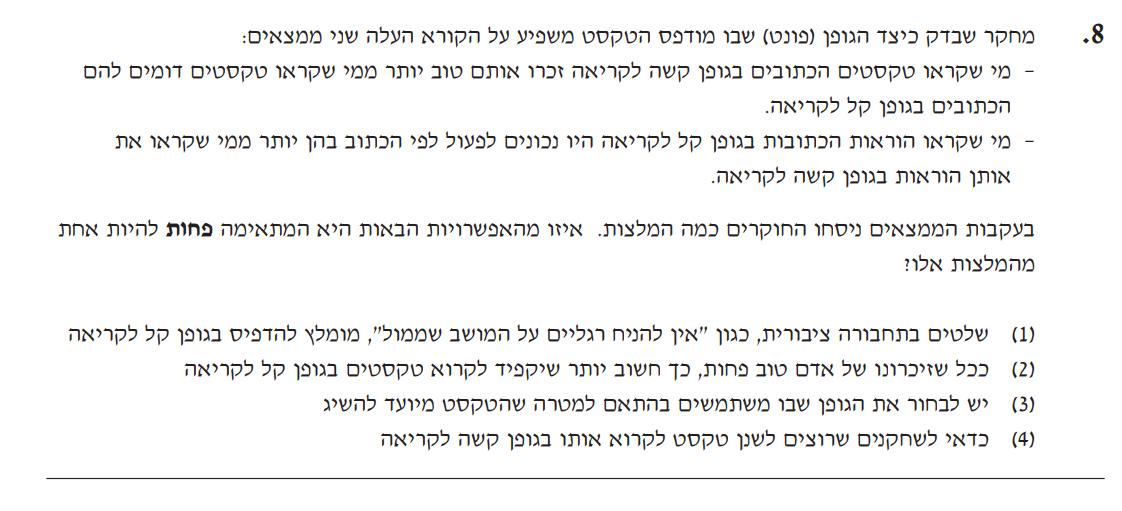 8. מחקר שבדק כיצד הגופן (פונט) שבו מודפס הטקסט משפיע על הקורא העלה שני ממצאים:
– מי שקראו טקסטים הכתובים בגופן קשה לקריאה זכרו אותם טוב יותר ממי שקראו טקסטים דומים להם
הכתובים בגופן קל לקריאה.
– מי שקראו הוראות הכתובות בגופן קל לקריאה היו נכונים לפעול לפי הכתוב בהן יותר ממי שקראו את
אותן הוראות בגופן קשה לקריאה.
בעקבות הממצאים ניסחו החוקרים כמה המלצות. איזו מהאפשרויות הבאות היא המתאימה פחות להיות אחת
מהמלצות אלו?
(1) שלטים בתחבורה ציבורית, כגון "אין להניח רגליים על המושב שממול", מומלץ להדפיס בגופן קל לקריאה
(2) ככל שזיכרונו של אדם טוב פחות, כך חשוב יותר שיקפיד לקרוא טקסטים בגופן קל לקריאה
(3) יש לבחור את הגופן שבו משתמשים בהתאם למטרה שהטקסט מיועד להשיג
(4) כדאי לשחקנים שרוצים לשנן טקסט לקרוא אותו בגופן קשה לקריאה